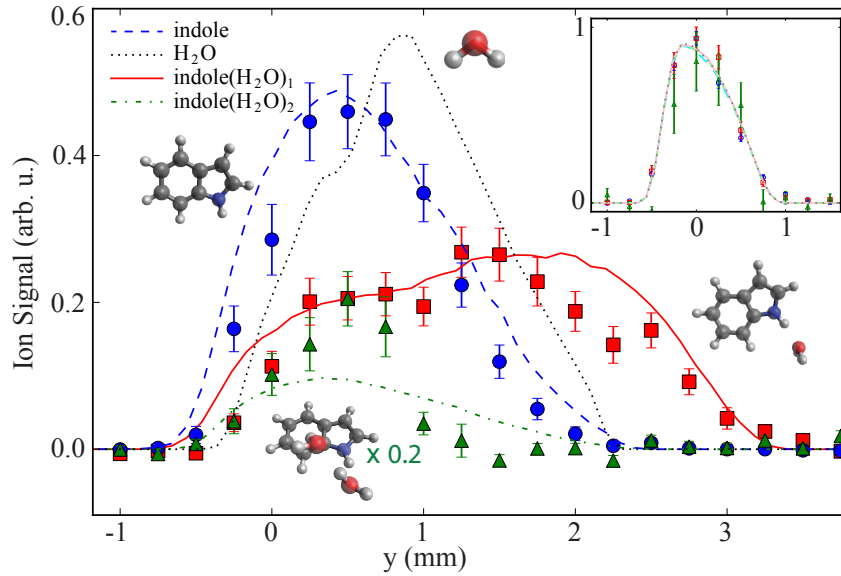 0.6
0.4
0.2
0.0
Ion Signal (arb. u.)
indole
H₂O
indole(H₂O)₁
indole(H₂O)₂
1
0
-1
0
1
x 0.2
-1
0
1
2
3
y (mm)